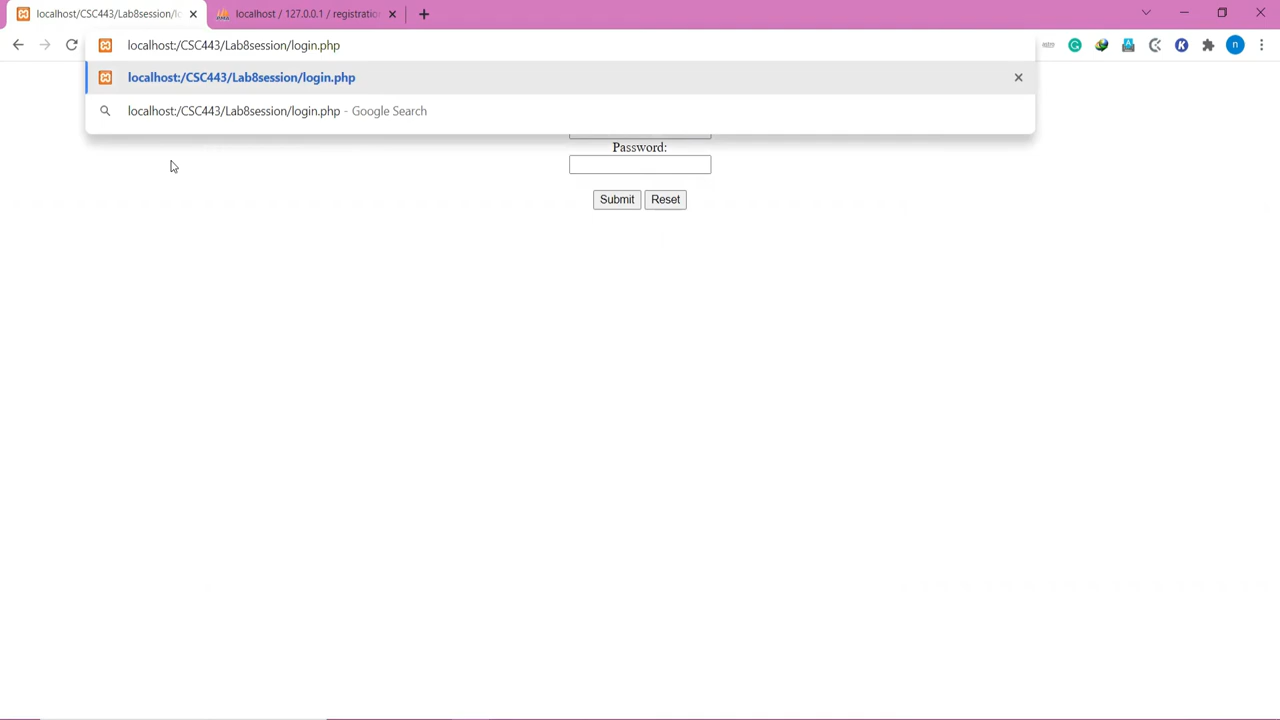 localhost/CSC443/Lab8session/l
localhost / 127.0.0.1 / registration
localhost:/CSC443/Lab8session/login.php
n
localhost:/CSC443/Lab8session/login.php
localhost:/CSC443/Lab8session/login.php - Google Search
Password:
Submit Reset